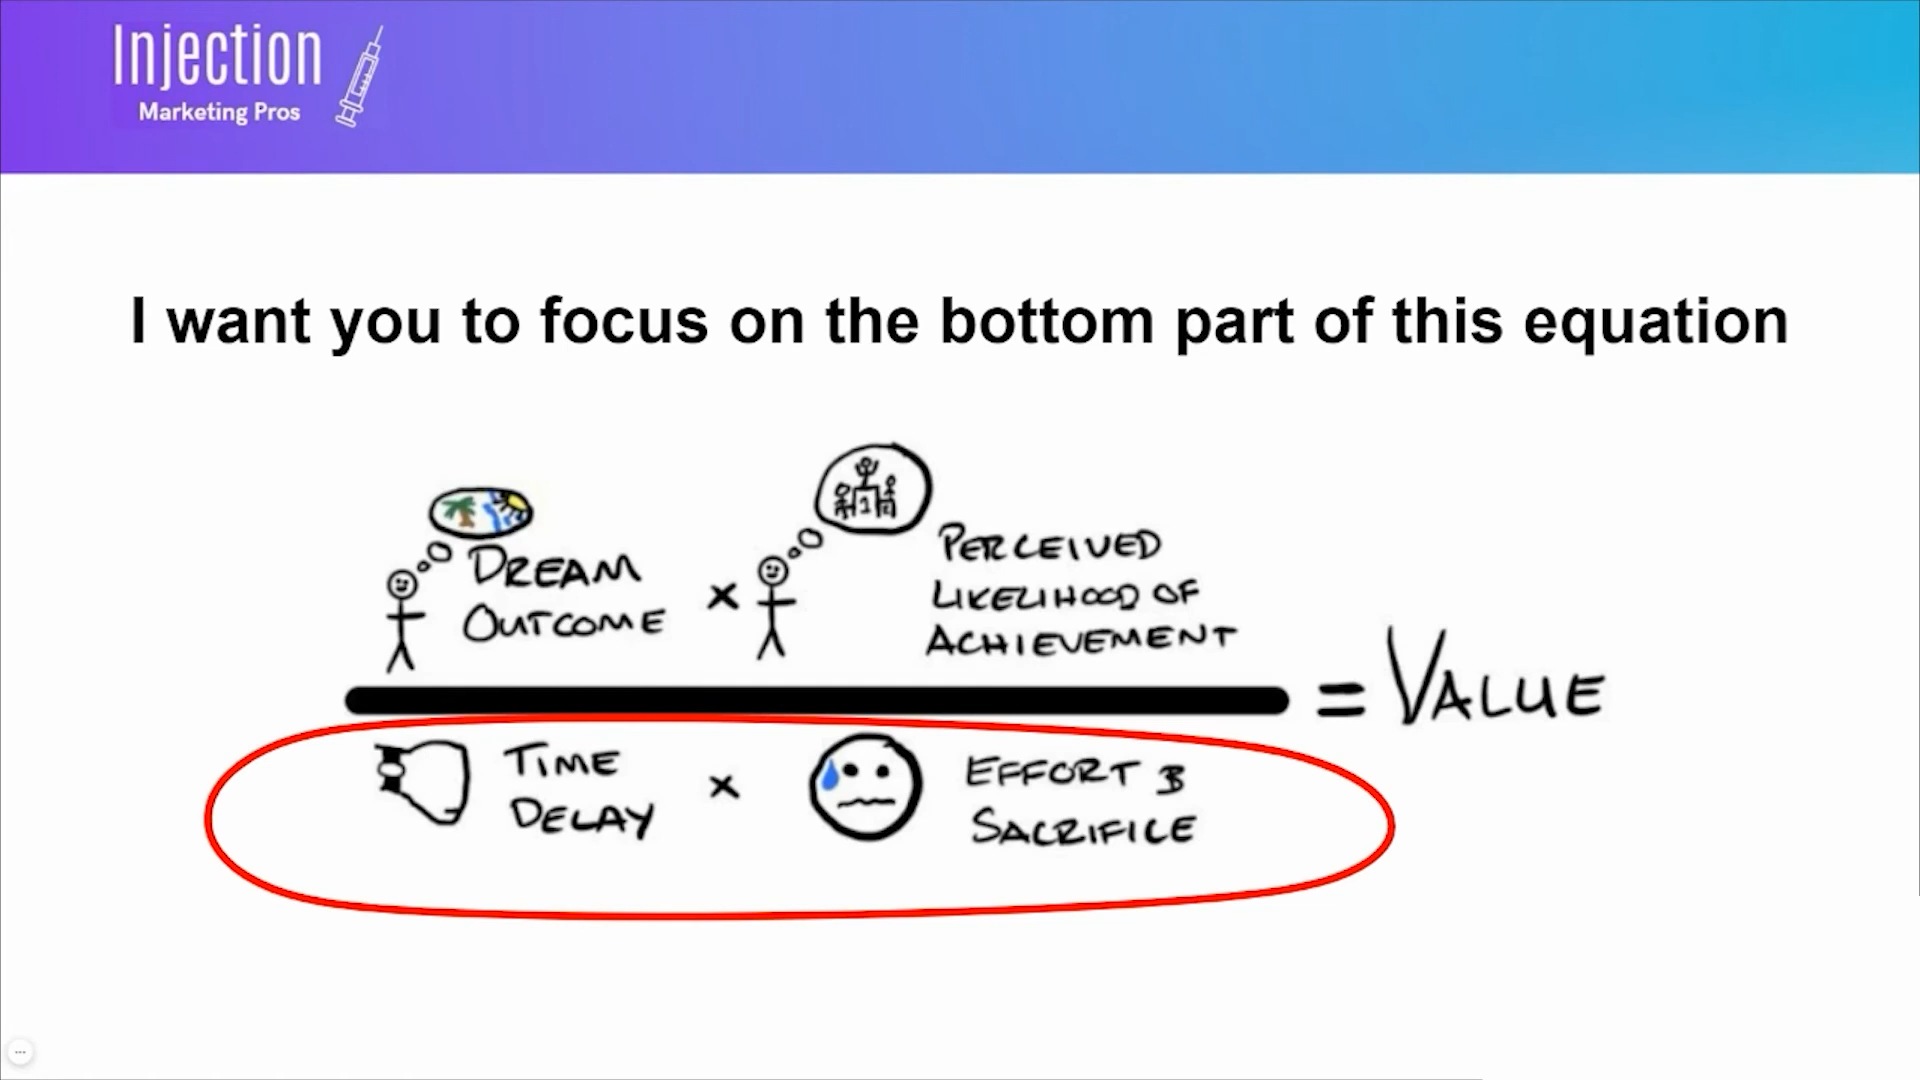 Injection
Marketing Pros
I want you to focus on the bottom part of this equation
DREAM
OUTCOME
x
1
PERCEIVED
LIKELIHOOD OF
ACHIEVEMENT
= VALUE
TIME
DELAY
x
EFFORT &
SACRIFICE